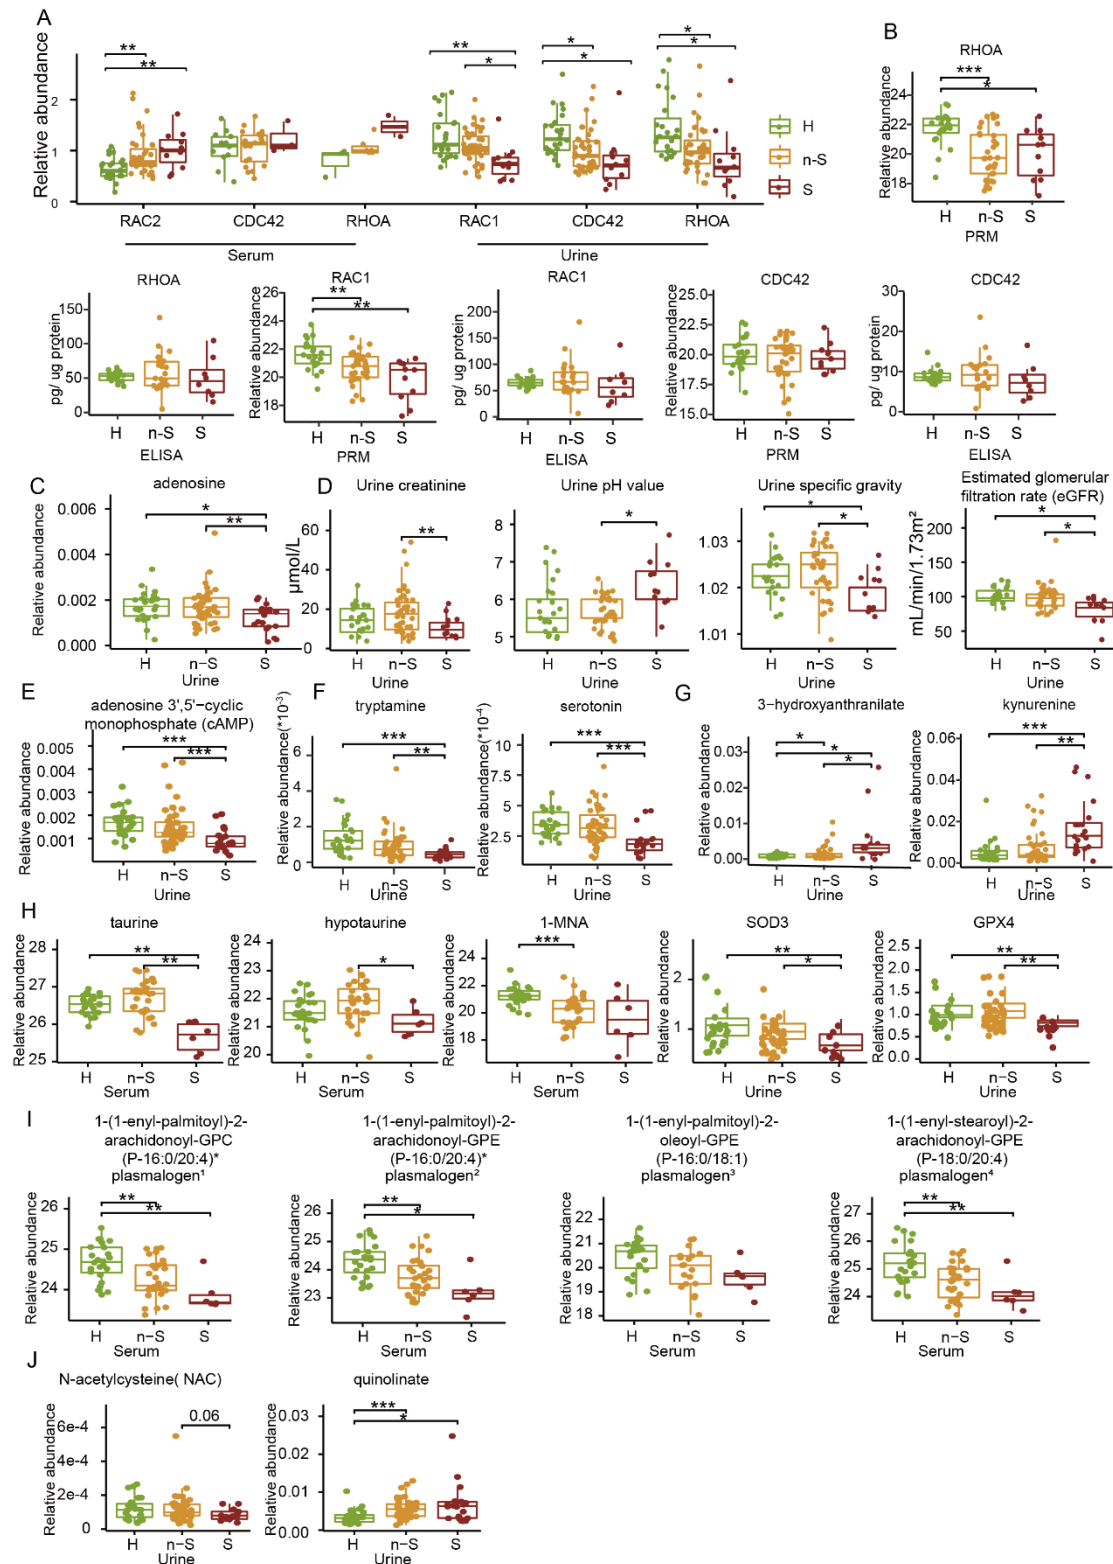 A
** ** ** * * * * *
Relative abundance
2
1
0
RAC2 CDC42 RHOA RAC1 CDC42 RHOA
Serum Urine
H
n-S
S
B
RHOA
*** *
Relative abundance
22
20
18
H n-S S
PRM
RHOA
pg/ ug protein
150
100
50
0
H n-S S
ELISA
RAC1
** **
Relative abundance
26
24
22
20
18
H n-S S
PRM
RAC1
pg/ ug protein
200
150
100
50
0
H n-S S
ELISA
CDC42
Relative abundance
25.0
22.5
20.0
17.5
15.0
H n-S S
PRM
CDC42
pg/ ug protein
30
20
10
0
H n-S S
ELISA
C
adenosine
* **
Relative abundance
0.006
0.004
0.002
0.000
H n-S S
Urine
D
Urine creatinine
**
µmol/L
60
40
20
0
H n-S S
Urine
Urine pH value
*
8
7
6
5
H n-S S
Urine
Urine specific gravity
* *
1.03
1.02
1.01
H n-S S
Urine
Estimated glomerular
filtration rate (eGFR)
* *
mL/min/1.73m²
200
150
100
50
H n-S S
E
adenosine 3',5'-cyclic
monophosphate (cAMP)
*** ***
Relative abundance
0.005
0.004
0.003
0.002
0.001
H n-S S
Urine
F
tryptamine
*** **
Relative abundance(*10-3)
6
4
2
0
H n-S S
Urine
serotonin
*** ***
Relative abundance(*10-4)
7.5
5
2.5
H n-S S
Urine
G
3-hydroxyanthranilate
* * *
Relative abundance
0.03
0.02
0.01
0.00
H n-S S
Urine
kynurenine
*** **
Relative abundance
0.06
0.04
0.02
0.00
H n-S S
Urine
H
taurine
** **
Relative abundance
28
27
26
25
H n-S S
Serum
hypotaurine
*
Relative abundance
24
23
22
21
20
H n-S S
Serum
1-MNA
***
Relative abundance
24
22
20
18
H n-S S
Serum
SOD3
** *
Relative abundance
2
1
0
H n-S S
Urine
GPX4
** **
Relative abundance
2.5
2.0
1.5
1.0
0.5
0.0
H n-S S
Urine
I
1-(1-enyl-palmitoyl)-2-
arachidonoyl-GPC
(P-16:0/20:4)*
plasmalogen¹
** **
Relative abundance
26
25
24
H n-S S
Serum
1-(1-enyl-palmitoyl)-2-
arachidonoyl-GPE
(P-16:0/20:4)*
plasmalogen²
** *
Relative abundance
26
25
24
23
H n-S S
Serum
1-(1-enyl-palmitoyl)-2-
oleoyl-GPE
(P-16:0/18:1)
plasmalogen³
Relative abundance
22
21
20
19
18
H n-S S
Serum
1-(1-enyl-stearoyl)-2-
arachidonoyl-GPE
(P-18:0/20:4)
plasmalogen⁴
** **
Relative abundance
27
26
25
24
H n-S S
Serum
J
N-acetylcysteine( NAC)
0.06
Relative abundance
6e-4
4e-4
2e-4
0
H n-S S
Urine
quinolinate
*** *
Relative abundance
0.03
0.02
0.01
0.00
H n-S S
Urine